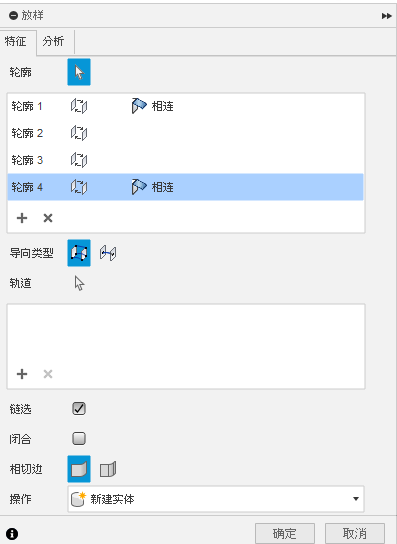 放样
特征 分析
轮廓
轮廓 1 相连
轮廓 2
轮廓 3
轮廓 4 相连
导向类型
轨道
链选
闭合
相切边
操作 新建实体
确定 取消